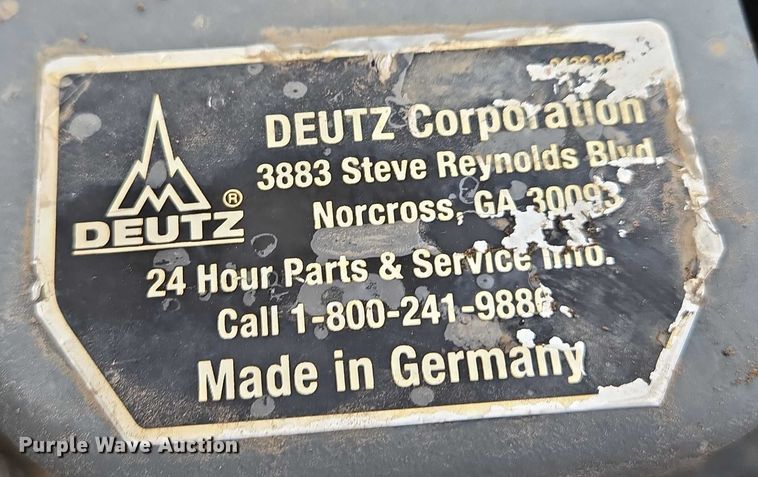 DEUTZ Corporation
3883 Steve Reynolds Blvd.
Norcross, GA 30093
DEUTZ®
24 Hour Parts & Service Info.
Call 1-800-241-9886
Made in Germany
Purple Wave Auction